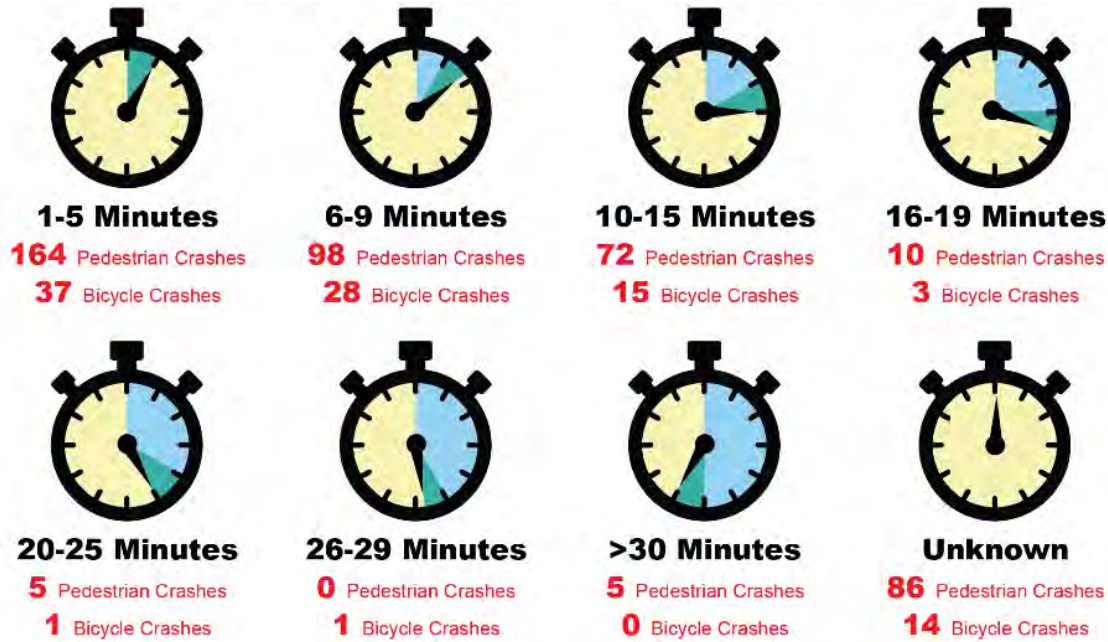 1-5 Minutes
164 Pedestrian Crashes
37 Bicycle Crashes
6-9 Minutes
98 Pedestrian Crashes
28 Bicycle Crashes
10-15 Minutes
72 Pedestrian Crashes
15 Bicycle Crashes
16-19 Minutes
10 Pedestrian Crashes
3 Bicycle Crashes
20-25 Minutes
5 Pedestrian Crashes
1 Bicycle Crashes
26-29 Minutes
0 Pedestrian Crashes
1 Bicycle Crashes
>30 Minutes
5 Pedestrian Crashes
0 Bicycle Crashes
Unknown
86 Pedestrian Crashes
14 Bicycle Crashes